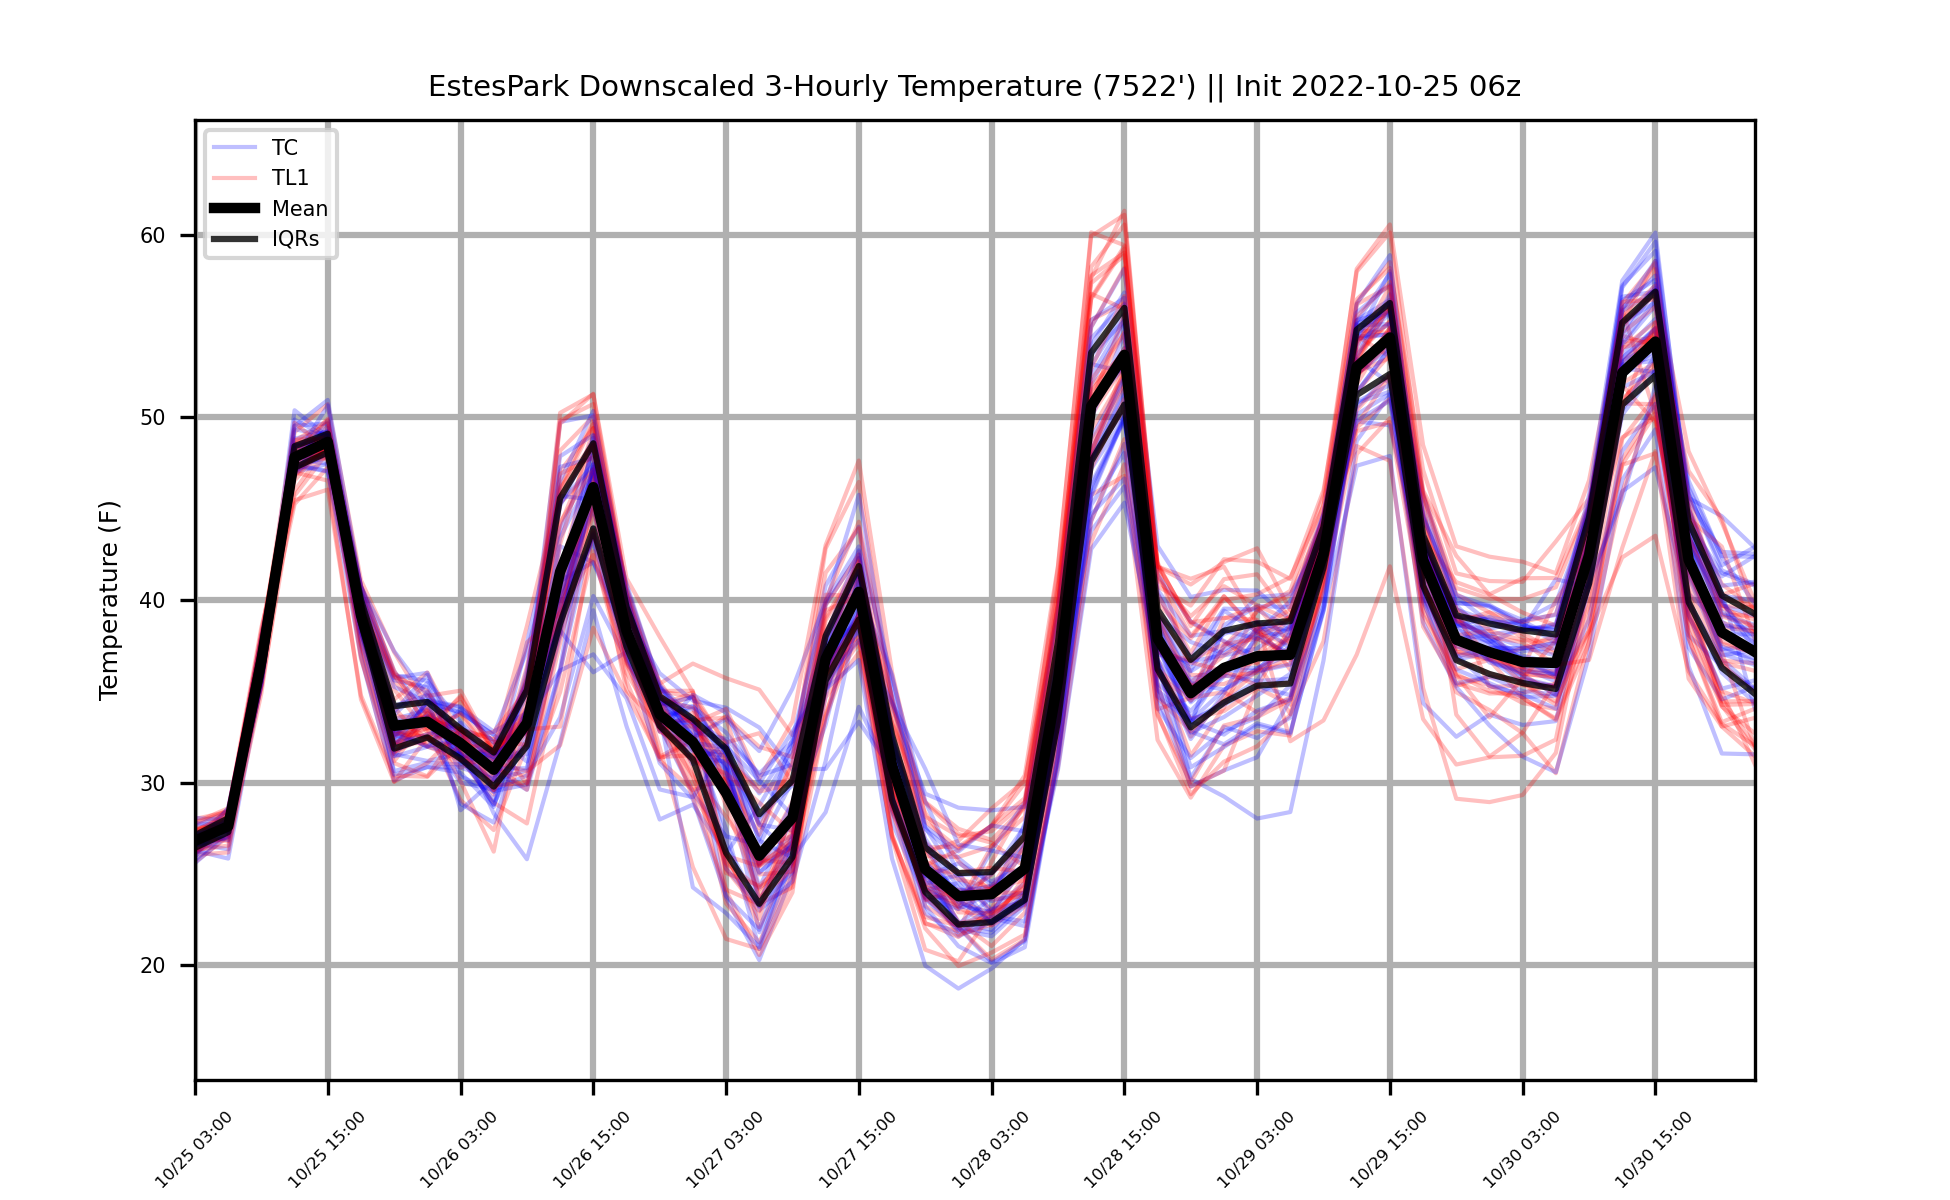 EstesPark Downscaled 3-Hourly Temperature (7522') || Init 2022-10-25 06z
TC
TL1
Mean
IQRs
Temperature (F)
60
50
40
30
20
10/25 03:00
10/25 15:00
10/26 03:00
10/26 15:00
10/27 03:00
10/27 15:00
10/28 03:00
10/28 15:00
10/29 03:00
10/29 15:00
10/30 03:00
10/30 15:00